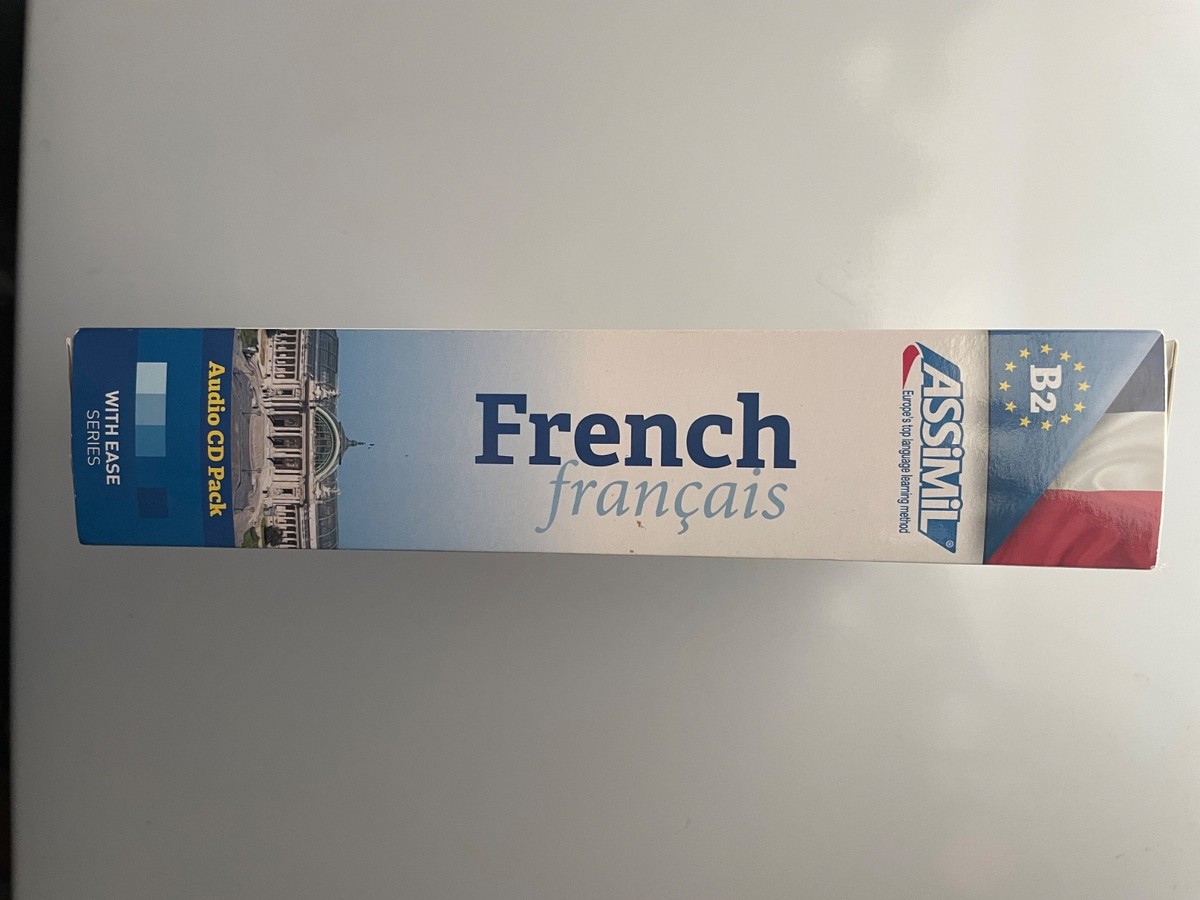 B2
ASSiMiL®
Europe's top language learning method
French
français
Audio CD Pack
WITH EASE
SERIES